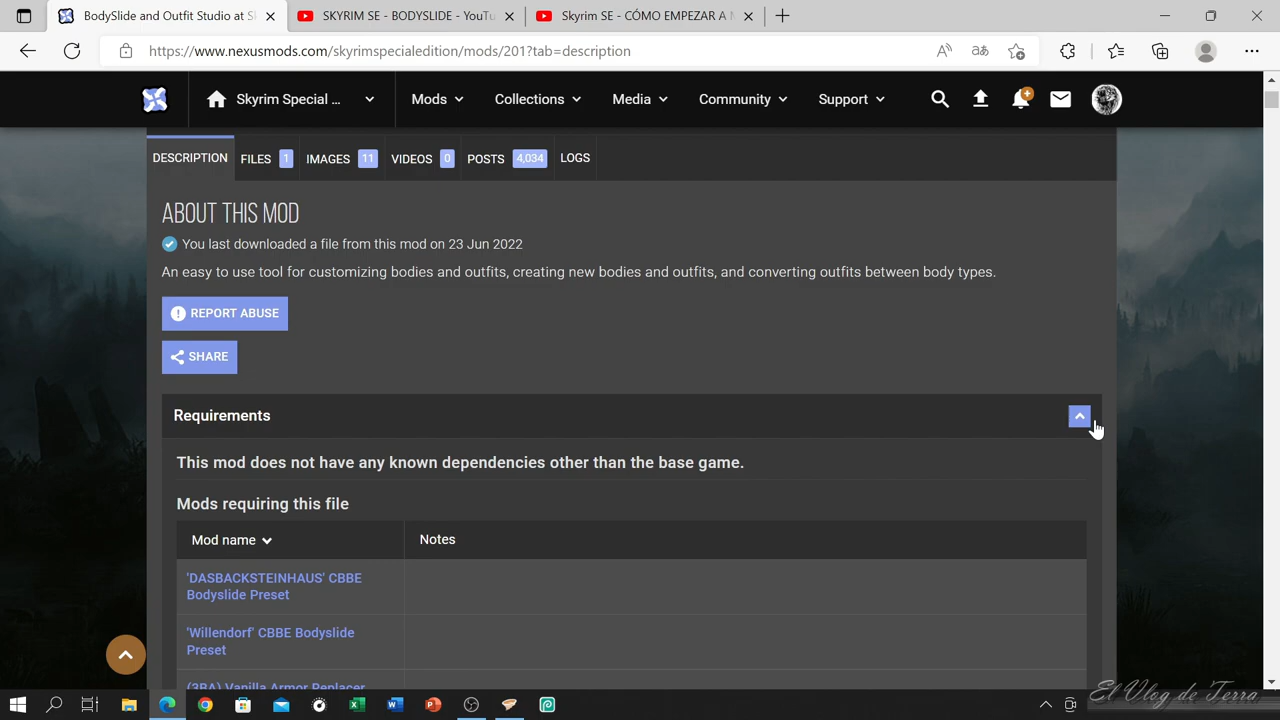 BodySlide and Outfit Studio at Sk
SKYRIM SE - BODYSLIDE - YouTu
Skyrim SE - CÓMO EMPEZAR A M
https://www.nexusmods.com/skyrimspecialedition/mods/201?tab=description
Skyrim Special ...
Mods
Collections
Media
Community
Support
DESCRIPTION
FILES 1
IMAGES 11
VIDEOS 0
POSTS 4,034
LOGS
ABOUT THIS MOD
You last downloaded a file from this mod on 23 Jun 2022
An easy to use tool for customizing bodies and outfits, creating new bodies and outfits, and converting outfits between body types.
REPORT ABUSE
SHARE
Requirements
This mod does not have any known dependencies other than the base game.
Mods requiring this file
Mod name
Notes
'DASBACKSTEINHAUS' CBBE
Bodyslide Preset
'Willendorf' CBBE Bodyslide
Preset
(3BA) Vanilla Armor Replacer
El Vlog de Terra